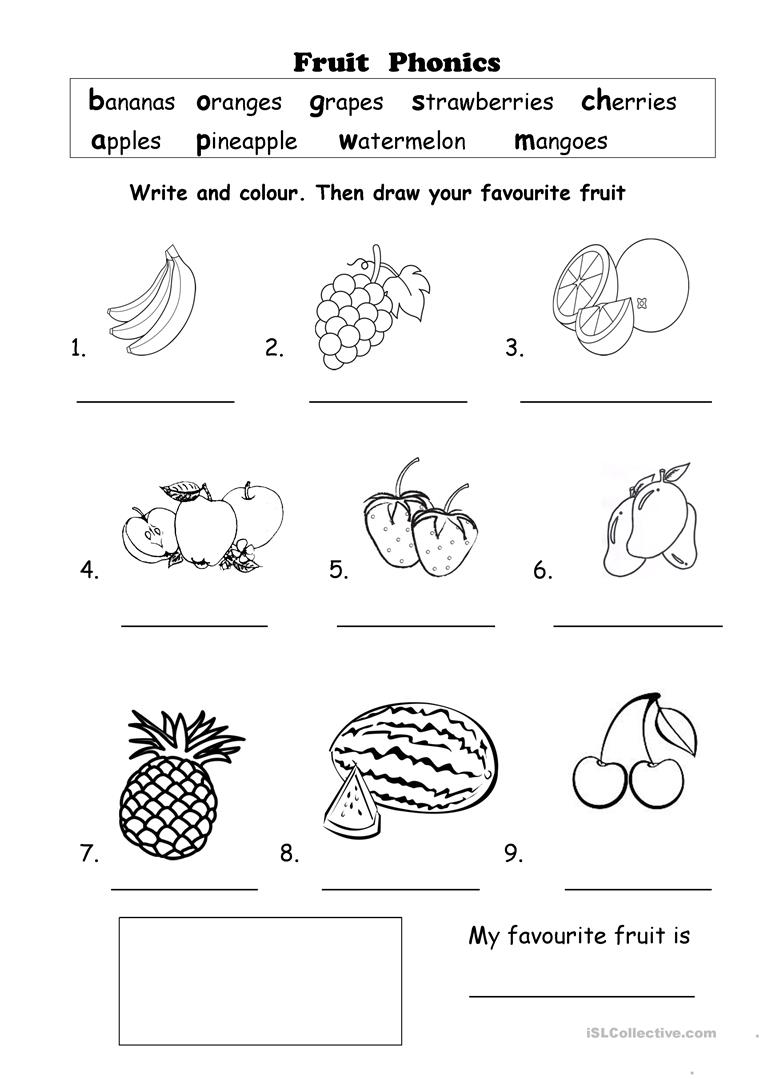 Fruit Phonics
bananas oranges grapes strawberries cherries
apples pineapple watermelon mangoes
Write and colour. Then draw your favourite fruit
1. 2. 3.
4. 5. 6.
7. 8. 9.
My favourite fruit is
iSLCollective.com